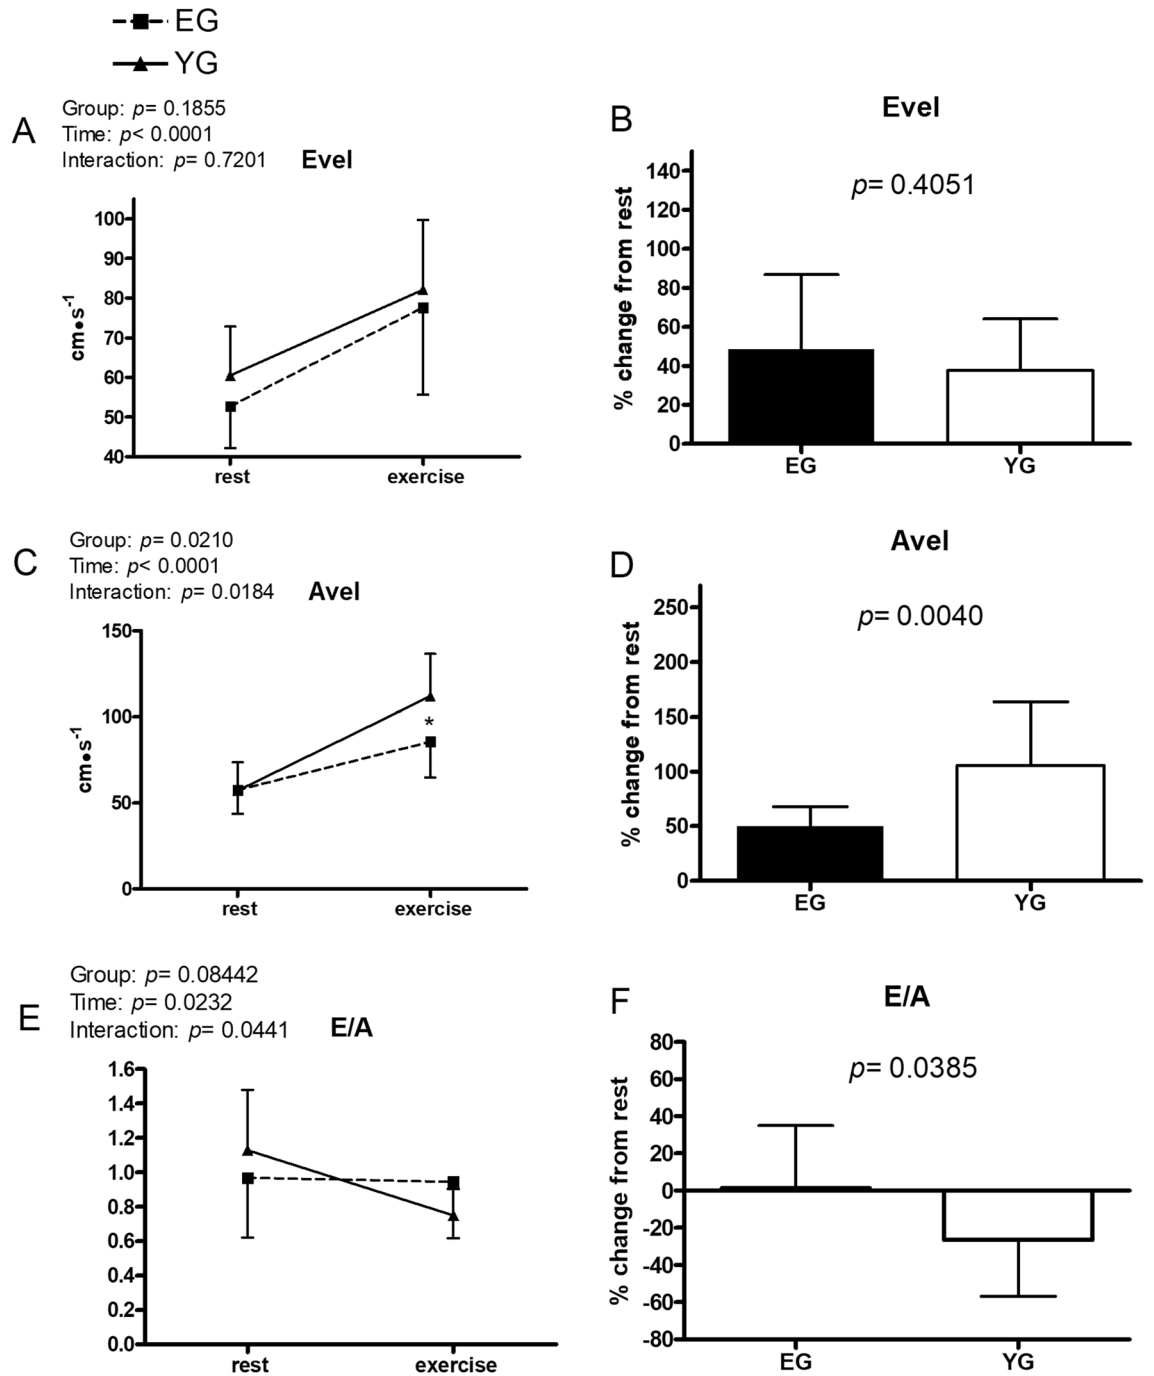 EG
YG
A
Group: p= 0.1855
Time: p< 0.0001
Interaction: p= 0.7201
Evel
100
90
80
70
60
50
40
cm•s-1
rest
exercise
B
Evel
p= 0.4051
140
120
100
80
60
40
20
0
% change from rest
EG
YG
C
Group: p= 0.0210
Time: p< 0.0001
Interaction: p= 0.0184
Avel
150
100
50
0
cm•s-1
*
rest
exercise
D
Avel
p= 0.0040
250
200
150
100
50
0
% change from rest
EG
YG
E
Group: p= 0.08442
Time: p= 0.0232
Interaction: p= 0.0441
E/A
1.6
1.4
1.2
1.0
0.8
0.6
0.4
0.2
0.0
rest
exercise
F
E/A
p= 0.0385
80
60
40
20
0
-20
-40
-60
-80
% change from rest
EG
YG